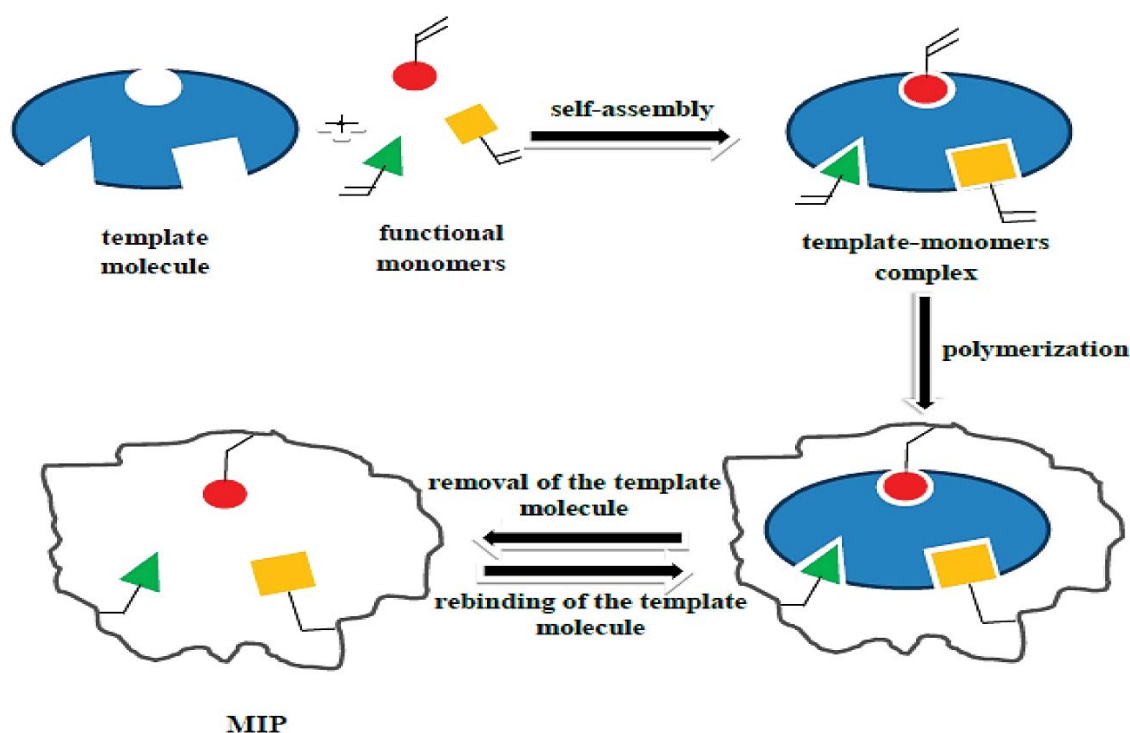 self-assembly
template
molecule
functional
monomers
template-monomers
complex
polymerization
removal of the template
molecule
rebinding of the template
molecule
MIP